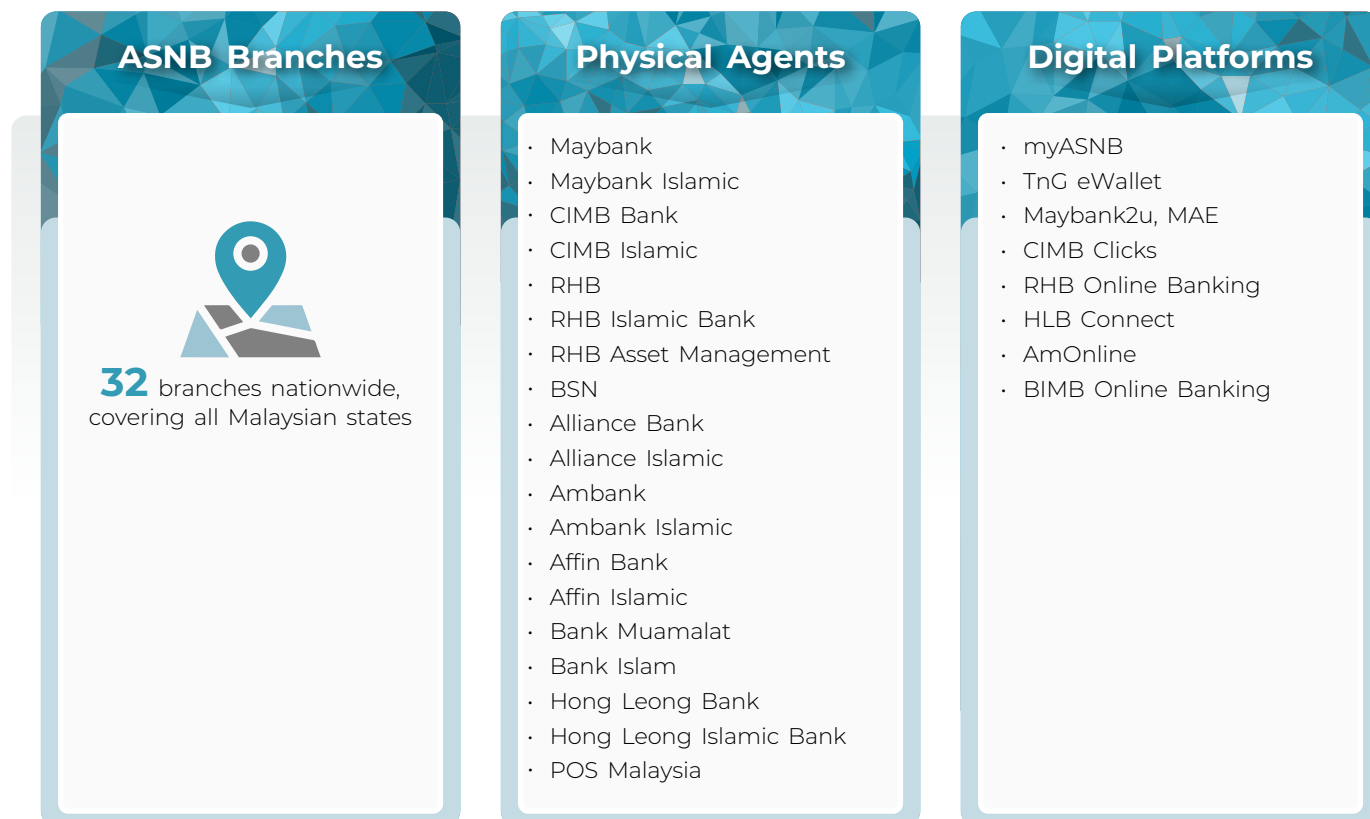 ASNB Branches
32 branches nationwide,
covering all Malaysian states
Physical Agents
· Maybank
· Maybank Islamic
· CIMB Bank
· CIMB Islamic
· RHB
· RHB Islamic Bank
· RHB Asset Management
· BSN
· Alliance Bank
· Alliance Islamic
· Ambank
· Ambank Islamic
· Affin Bank
· Affin Islamic
· Bank Muamalat
· Bank Islam
· Hong Leong Bank
· Hong Leong Islamic Bank
· POS Malaysia
Digital Platforms
· myASNB
· TnG eWallet
· Maybank2u, MAE
· CIMB Clicks
· RHB Online Banking
· HLB Connect
· AmOnline
· BIMB Online Banking